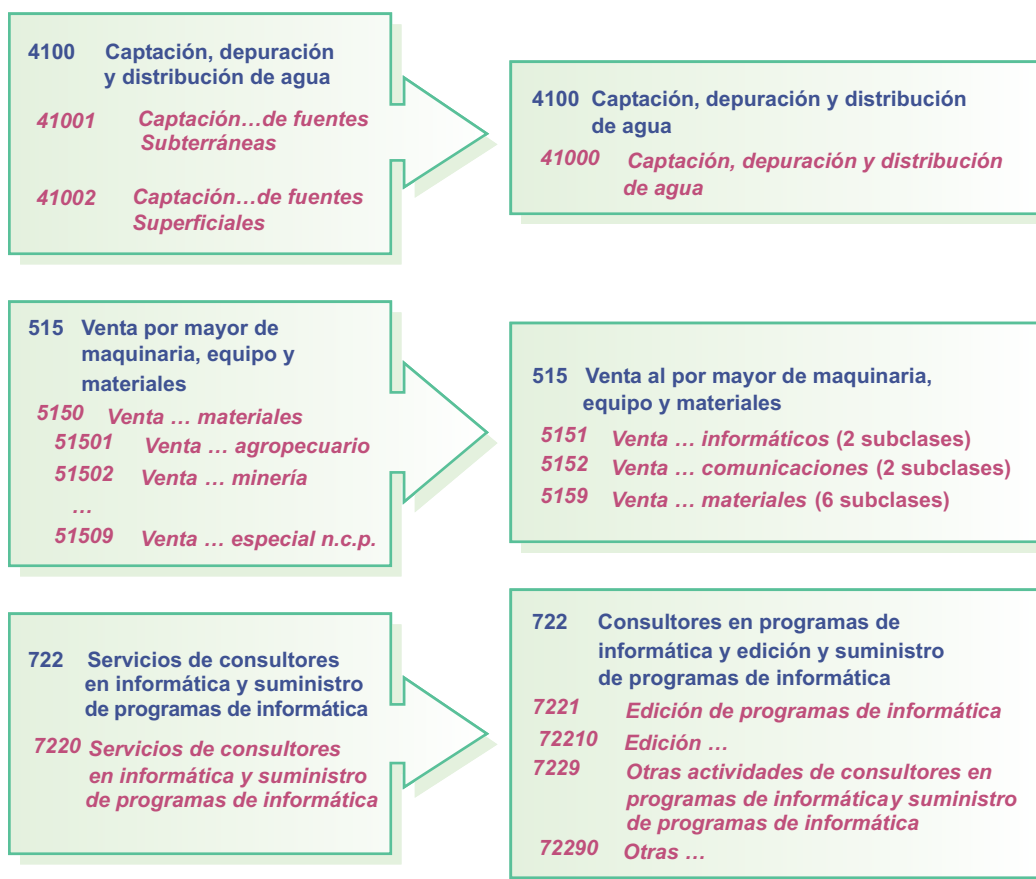 4100 Captación, depuración
y distribución de agua
41001 Captación…de fuentes
Subterráneas
41002 Captación…de fuentes
Superficiales
4100 Captación, depuración y distribución
de agua
41000 Captación, depuración y distribución
de agua
515 Venta por mayor de
maquinaria, equipo y
materiales
5150 Venta … materiales
51501 Venta … agropecuario
51502 Venta … minería
…
51509 Venta … especial n.c.p.
515 Venta al por mayor de maquinaria,
equipo y materiales
5151 Venta … informáticos (2 subclases)
5152 Venta … comunicaciones (2 subclases)
5159 Venta … materiales (6 subclases)
722 Servicios de consultores
en informática y suministro
de programas de informática
7220 Servicios de consultores
en informática y suministro
de programas de informática
722 Consultores en programas de
informática y edición y suministro
de programas de informática
7221 Edición de programas de informática
72210 Edición …
7229 Otras actividades de consultores en
programas de informática y suministro
de programas de informática
72290 Otras …